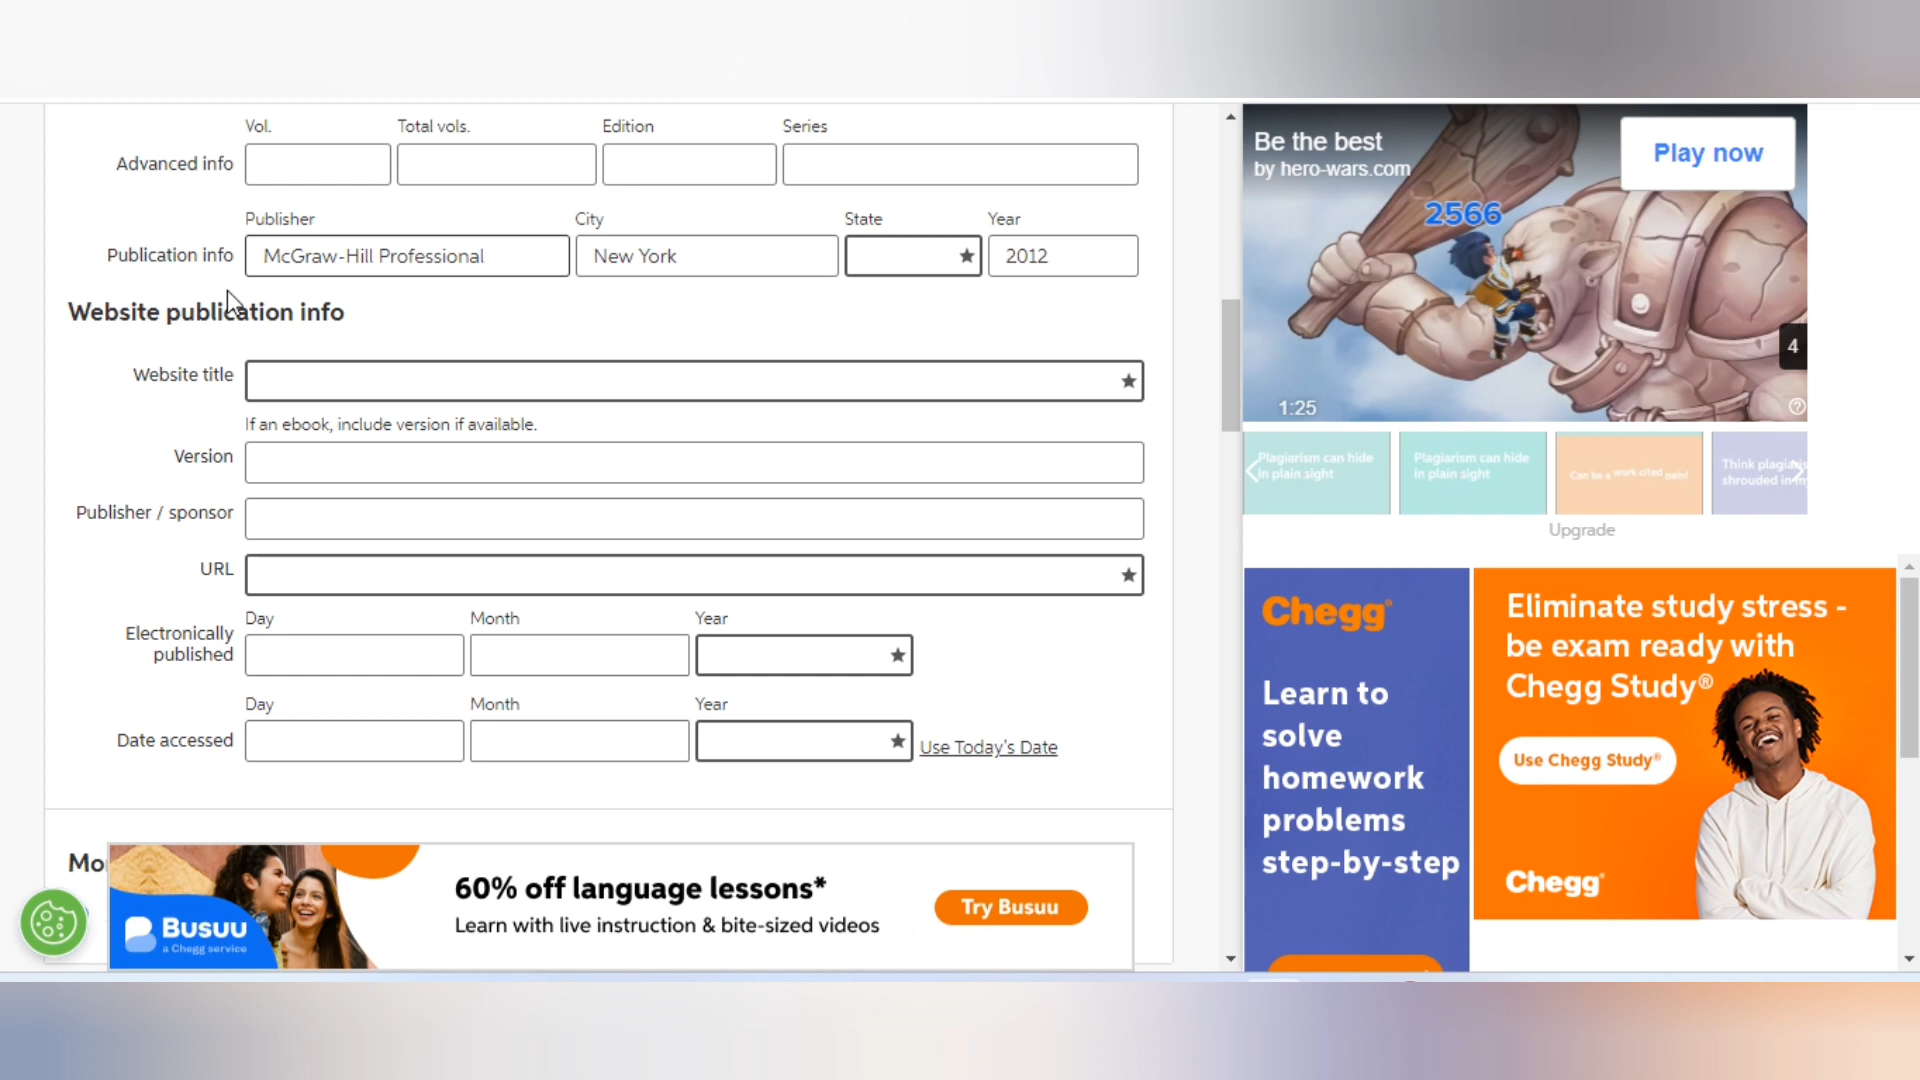 Vol. Total vols. Edition Series
Advanced info
Publisher City State Year
Publication info McGraw-Hill Professional New York 2012
Website publication info
Website title
If an ebook, include version if available.
Version
Publisher / sponsor
URL
Day Month Year
Electronically
published
Day Month Year
Date accessed Use Today's Date
60% off language lessons*
Learn with live instruction & bite-sized videos
Try Busuu
Busuu
a Chegg service
Be the best
by hero-wars.com
Play now
2566
4
1:25
Plagiarism can hide
in plain sight
Plagiarism can hide
in plain sight
Can be a work cited pain!
Upgrade
Chegg
Learn to
solve
homework
problems
step-by-step
Eliminate study stress -
be exam ready with
Chegg Study®
Use Chegg Study®
Chegg